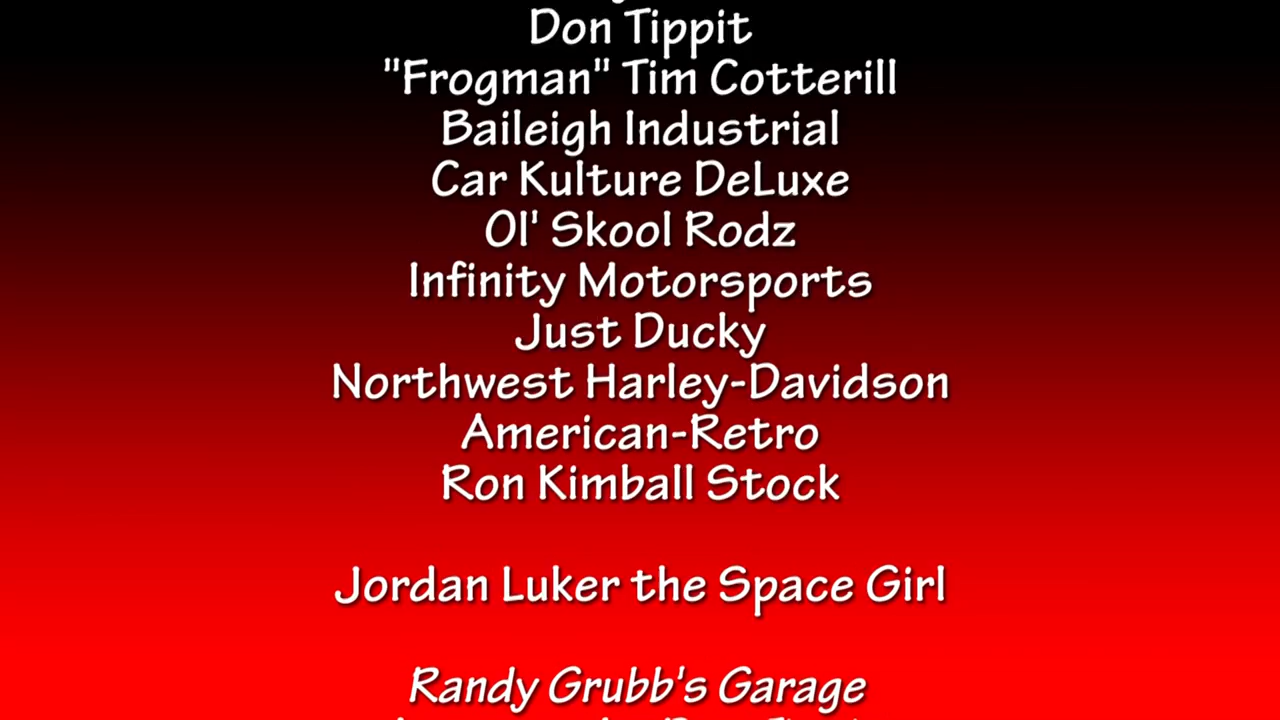 Don Tippit
"Frogman" Tim Cotterill
Baileigh Industrial
Car Kulture DeLuxe
Ol' Skool Rodz
Infinity Motorsports
Just Ducky
Northwest Harley-Davidson
American-Retro
Ron Kimball Stock
Jordan Luker the Space Girl
Randy Grubb's Garage